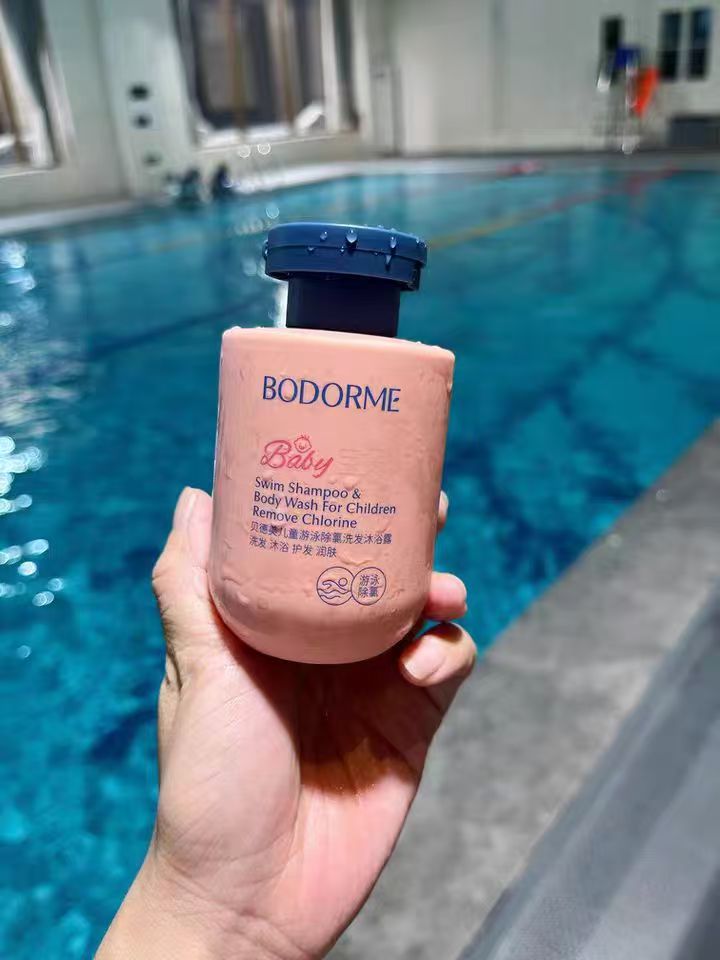 BODORME
Baby
Swim Shampoo &
Body Wash For Children
Remove Chlorine
贝德美儿童游泳除氯洗发沐浴露
洗发 沐浴 护发 润肤
游泳
除氯